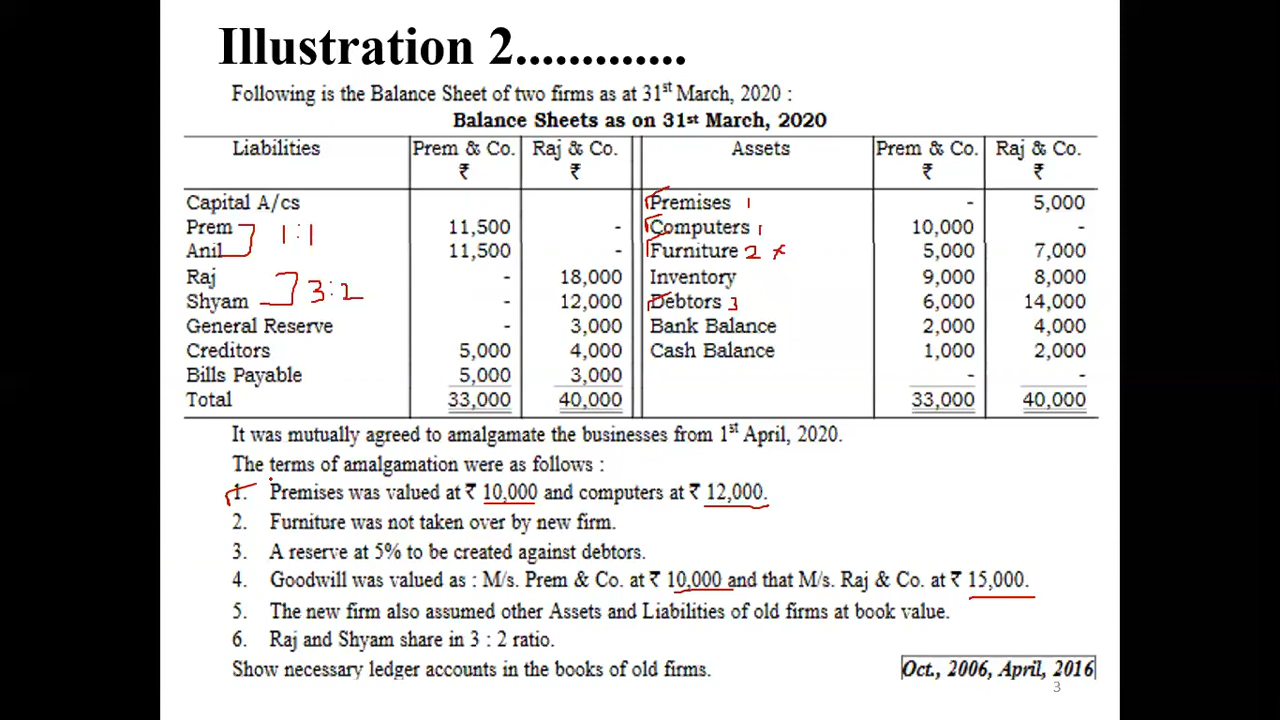 Illustration 2.............
Following is the Balance Sheet of two firms as at 31st March, 2020 :
Balance Sheets as on 31st March, 2020
Liabilities Prem & Co. ₹ Raj & Co. ₹ Assets Prem & Co. ₹ Raj & Co. ₹
Capital A/cs Premises 1 - 5,000
Prem 11,500 - Computers 1 10,000 -
1:1
Anil 11,500 - Furniture 2 × 5,000 7,000
Raj - 18,000 Inventory 9,000 8,000
3:2
Shyam - 12,000 Debtors 3 6,000 14,000
General Reserve - 3,000 Bank Balance 2,000 4,000
Creditors 5,000 4,000 Cash Balance 1,000 2,000
Bills Payable 5,000 3,000 - -
Total 33,000 40,000 33,000 40,000
It was mutually agreed to amalgamate the businesses from 1st April, 2020.
The terms of amalgamation were as follows :
1. Premises was valued at ₹ 10,000 and computers at ₹ 12,000.
2. Furniture was not taken over by new firm.
3. A reserve at 5% to be created against debtors.
4. Goodwill was valued as : M/s. Prem & Co. at ₹ 10,000 and that M/s. Raj & Co. at ₹ 15,000.
5. The new firm also assumed other Assets and Liabilities of old firms at book value.
6. Raj and Shyam share in 3 : 2 ratio.
Show necessary ledger accounts in the books of old firms. Oct., 2006, April, 2016
3